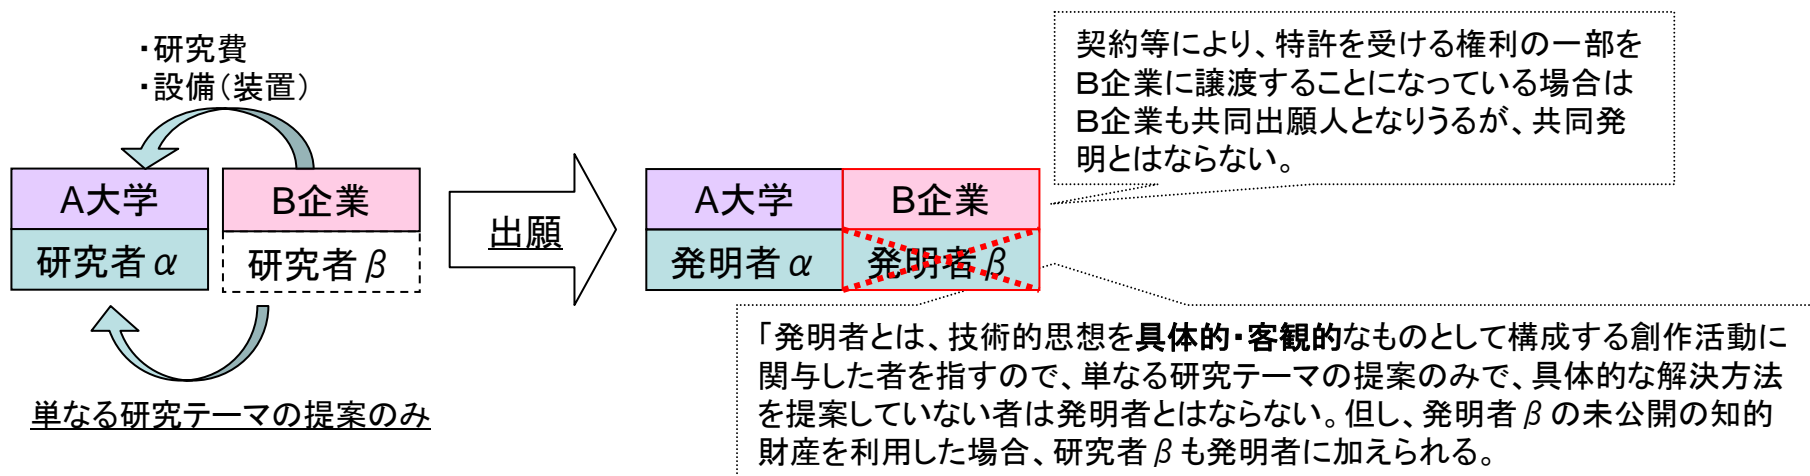 ・研究費
・設備（装置）
A大学
B企業
研究者α
研究者β
単なる研究テーマの提案のみ
出願
A大学
B企業
発明者α
発明者β
契約等により、特許を受ける権利の一部を
B企業に譲渡することになっている場合は
B企業も共同出願人となりうるが、共同発
明とはならない。
「発明者とは、技術的思想を具体的・客観的なものとして構成する創作活動に
関与した者を指すので、単なる研究テーマの提案のみで、具体的な解決方法
を提案していない者は発明者とはならない。但し、発明者βの未公開の知的
財産を利用した場合、研究者βも発明者に加えられる。